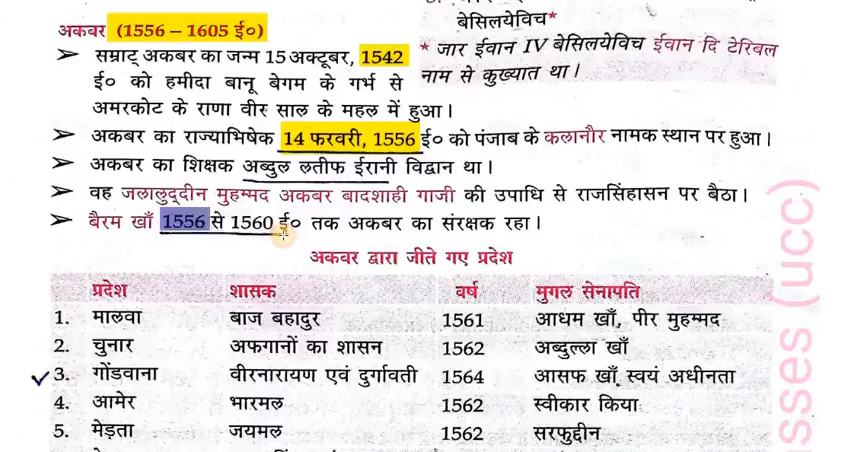 बेसिलयेविच*
* जार ईवान IV बेसिलयेविच ईवान दि टेरिबल
नाम से कुख्यात था।
अकबर (1556 – 1605 ई०)
➢ सम्राट् अकबर का जन्म 15 अक्टूबर, 1542
ई० को हमीदा बानू बेगम के गर्भ से
अमरकोट के राणा वीर साल के महल में हुआ।
➢ अकबर का राज्याभिषेक 14 फरवरी, 1556 ई० को पंजाब के कलानौर नामक स्थान पर हुआ।
➢ अकबर का शिक्षक अब्दुल लतीफ ईरानी विद्वान था।
➢ वह जलालुद्दीन मुहम्मद अकबर बादशाही गाजी की उपाधि से राजसिंहासन पर बैठा।
➢ बैरम खाँ 1556 से 1560 ई० तक अकबर का संरक्षक रहा।
अकबर द्वारा जीते गए प्रदेश
प्रदेश शासक वर्ष मुगल सेनापति
1. मालवा बाज बहादुर 1561 आधम खाँ, पीर मुहम्मद
2. चुनार अफगानों का शासन 1562 अब्दुल्ला खाँ
3. गोंडवाना वीरनारायण एवं दुर्गावती 1564 आसफ खाँ, स्वयं अधीनता
4. आमेर भारमल 1562 स्वीकार किया
5. मेड़ता जयमल 1562 सरफुद्दीन
sses (ucc)